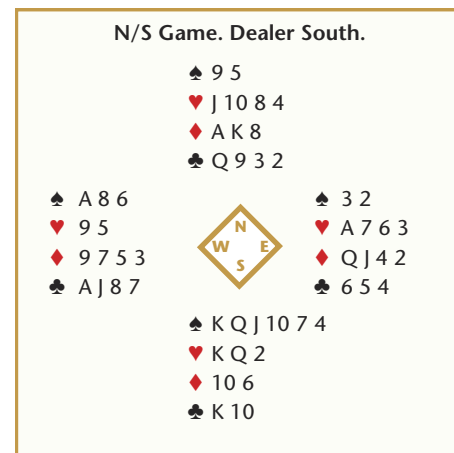 N/S Game. Dealer South.
♠ 9 5
♥ J 10 8 4
♦ A K 8
♣ Q 9 3 2
♠ A 8 6
♥ 9 5
♦ 9 7 5 3
♣ A J 8 7
N
W E
S
♠ 3 2
♥ A 7 6 3
♦ Q J 4 2
♣ 6 5 4
♠ K Q J 10 7 4
♥ K Q 2
♦ 10 6
♣ K 10